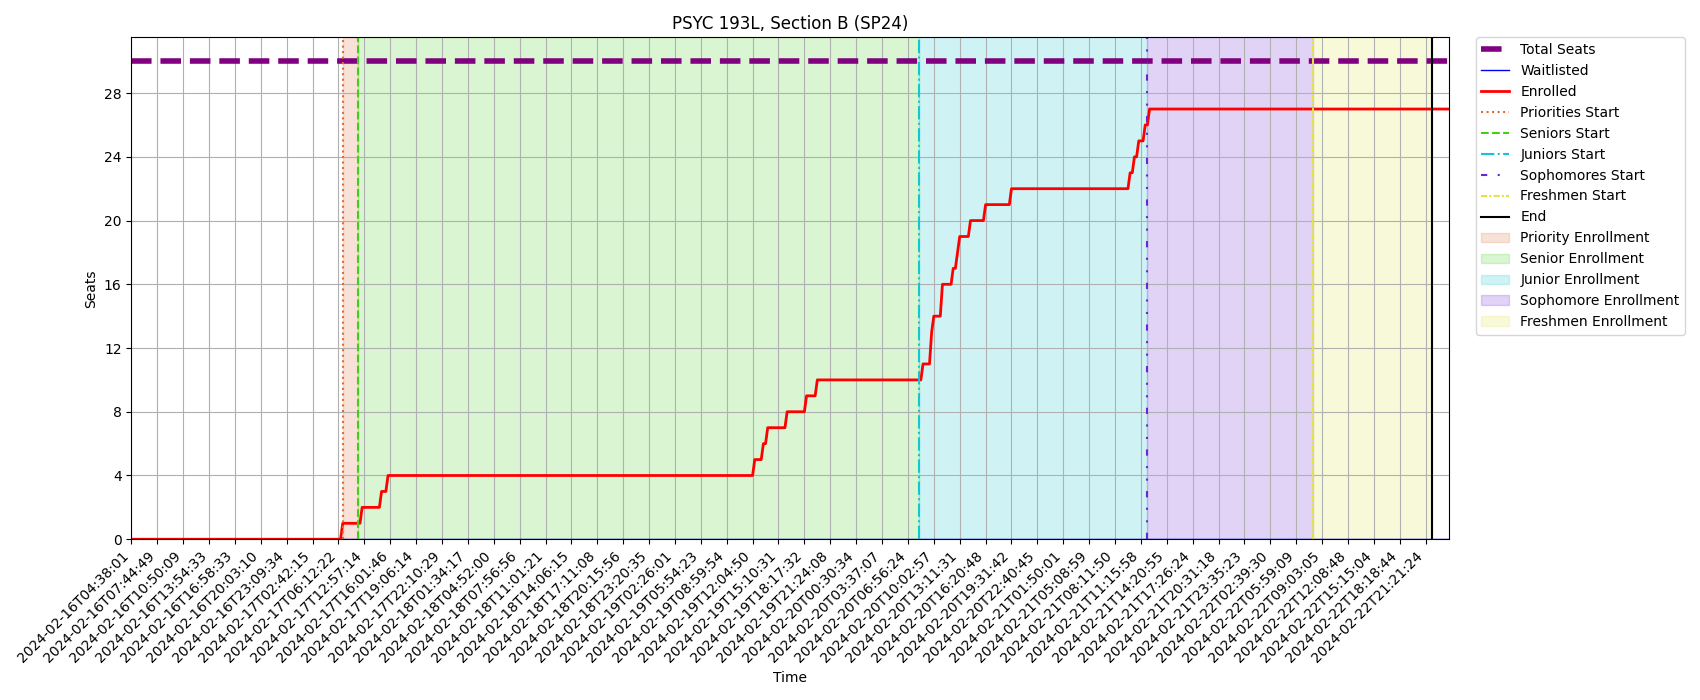 PSYC 193L, Section B (SP24)
Seats
28
24
20
16
12
8
4
0
2024-02-16T04:38:01
2024-02-16T07:44:49
2024-02-16T10:50:09
2024-02-16T13:54:33
2024-02-16T16:58:33
2024-02-16T20:03:10
2024-02-16T23:09:34
2024-02-17T02:42:15
2024-02-17T06:12:22
2024-02-17T12:57:14
2024-02-17T16:01:46
2024-02-17T19:06:14
2024-02-17T22:10:29
2024-02-18T01:34:17
2024-02-18T04:52:00
2024-02-18T07:56:56
2024-02-18T11:01:22
2024-02-18T14:06:15
2024-02-18T17:11:08
2024-02-18T20:15:56
2024-02-18T23:20:35
2024-02-19T02:26:01
2024-02-19T05:54:23
2024-02-19T08:59:54
2024-02-19T12:04:50
2024-02-19T15:10:31
2024-02-19T18:17:32
2024-02-19T21:24:08
2024-02-20T00:30:34
2024-02-20T03:37:07
2024-02-20T06:56:24
2024-02-20T10:02:57
2024-02-20T13:11:31
2024-02-20T16:20:48
2024-02-20T19:31:42
2024-02-20T22:40:45
2024-02-21T01:50:01
2024-02-21T05:08:59
2024-02-21T08:11:50
2024-02-21T11:15:58
2024-02-21T14:20:55
2024-02-21T17:26:24
2024-02-21T20:31:18
2024-02-21T23:35:23
2024-02-22T02:39:30
2024-02-22T05:59:09
2024-02-22T09:03:05
2024-02-22T12:08:48
2024-02-22T15:15:04
2024-02-22T18:18:44
2024-02-22T21:21:24
Time
Total Seats
Waitlisted
Enrolled
Priorities Start
Seniors Start
Juniors Start
Sophomores Start
Freshmen Start
End
Priority Enrollment
Senior Enrollment
Junior Enrollment
Sophomore Enrollment
Freshmen Enrollment